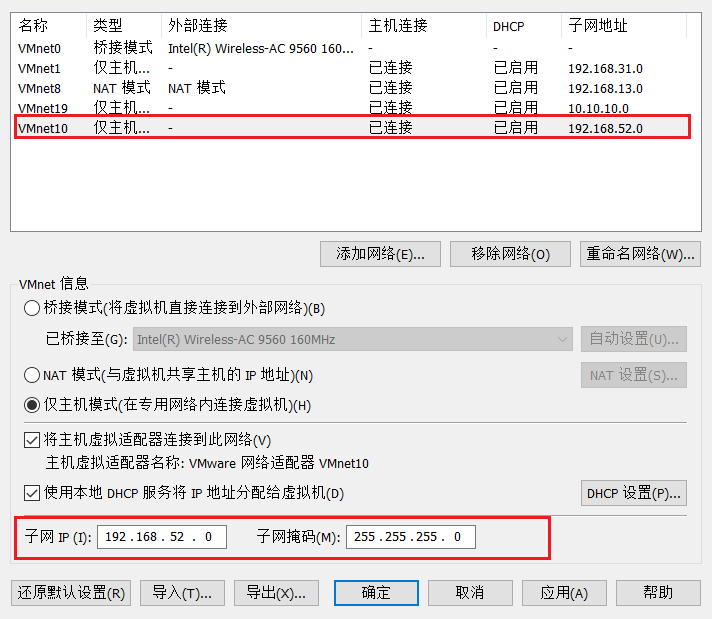 名称 类型 外部连接 主机连接 DHCP 子网地址
VMnet0 桥接模式 Intel(R) Wireless-AC 9560 160... - - -
VMnet1 仅主机... - 已连接 已启用 192.168.31.0
VMnet8 NAT 模式 NAT 模式 已连接 已启用 192.168.13.0
VMnet19 仅主机... - 已连接 已启用 10.10.10.0
VMnet10 仅主机... - 已连接 已启用 192.168.52.0
添加网络(E)... 移除网络(O) 重命名网络(W)...
VMnet 信息
桥接模式(将虚拟机直接连接到外部网络)(B)
已桥接至(G): Intel(R) Wireless-AC 9560 160MHz 自动设置(U)...
NAT 模式(与虚拟机共享主机的 IP 地址)(N) NAT 设置(S)...
仅主机模式(在专用网络内连接虚拟机)(H)
将主机虚拟适配器连接到此网络(V)
主机虚拟适配器名称: VMware 网络适配器 VMnet10
使用本地 DHCP 服务将 IP 地址分配给虚拟机(D) DHCP 设置(P)...
子网 IP (I): 192 . 168 . 52 . 0 子网掩码(M): 255 . 255 . 255 . 0
还原默认设置(R) 导入(T)... 导出(X)... 确定 取消 应用(A) 帮助